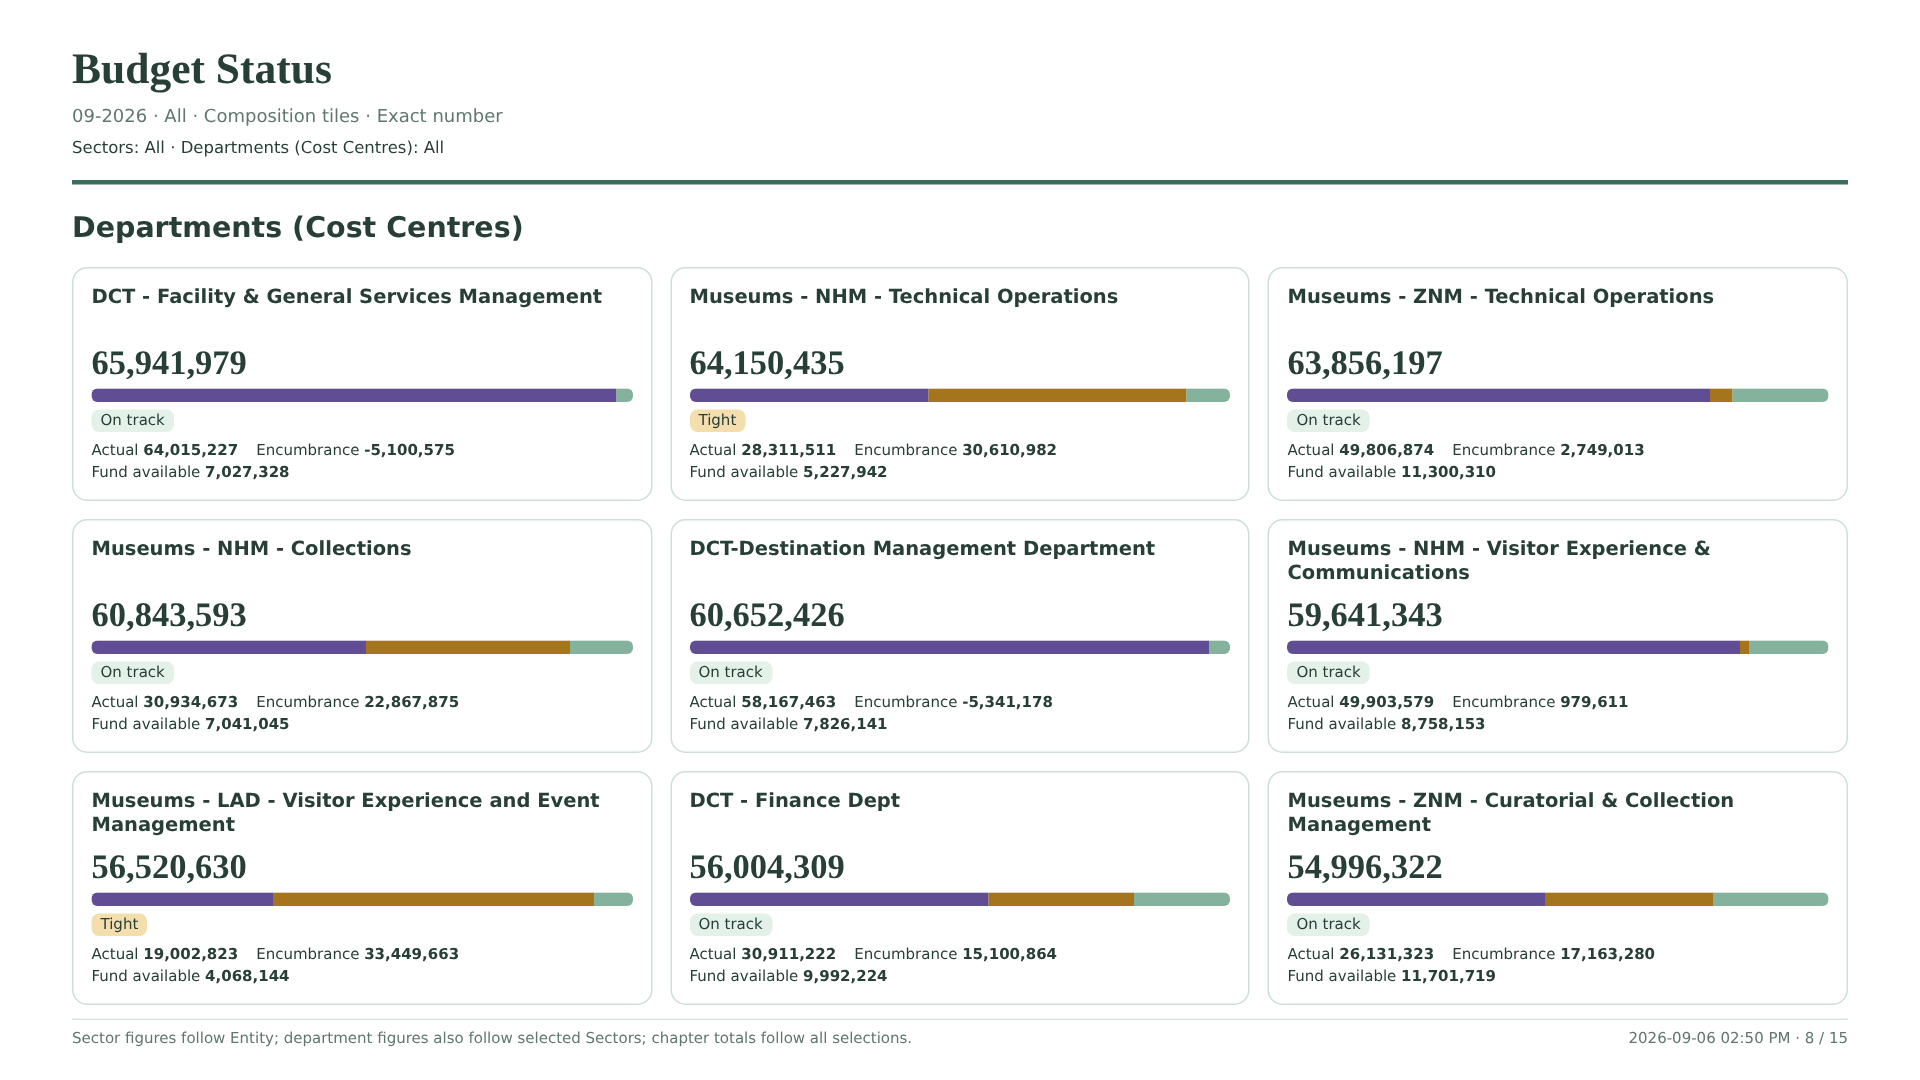 Budget Status
09-2026 · All · Composition tiles · Exact number
Sectors: All · Departments (Cost Centres): All
Departments (Cost Centres)
DCT - Facility & General Services Management
65,941,979
On track
Actual 64,015,227 Encumbrance -5,100,575
Fund available 7,027,328
Museums - NHM - Technical Operations
64,150,435
Tight
Actual 28,311,511 Encumbrance 30,610,982
Fund available 5,227,942
Museums - ZNM - Technical Operations
63,856,197
On track
Actual 49,806,874 Encumbrance 2,749,013
Fund available 11,300,310
Museums - NHM - Collections
60,843,593
On track
Actual 30,934,673 Encumbrance 22,867,875
Fund available 7,041,045
DCT-Destination Management Department
60,652,426
On track
Actual 58,167,463 Encumbrance -5,341,178
Fund available 7,826,141
Museums - NHM - Visitor Experience &
Communications
59,641,343
On track
Actual 49,903,579 Encumbrance 979,611
Fund available 8,758,153
Museums - LAD - Visitor Experience and Event
Management
56,520,630
Tight
Actual 19,002,823 Encumbrance 33,449,663
Fund available 4,068,144
DCT - Finance Dept
56,004,309
On track
Actual 30,911,222 Encumbrance 15,100,864
Fund available 9,992,224
Museums - ZNM - Curatorial & Collection
Management
54,996,322
On track
Actual 26,131,323 Encumbrance 17,163,280
Fund available 11,701,719
Sector figures follow Entity; department figures also follow selected Sectors; chapter totals follow all selections.
2026-09-06 02:50 PM · 8 / 15